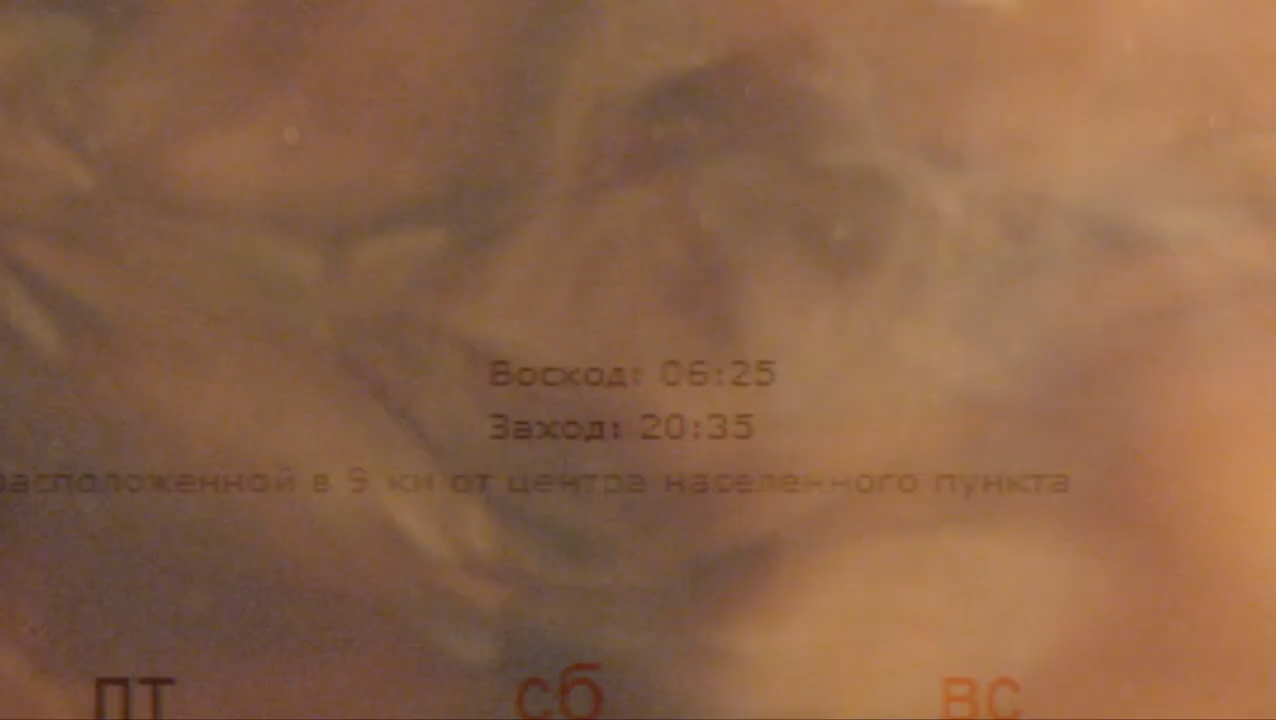 Восход: 06:25
Заход: 20:35
расположенной в 9 км от центра населенного пункта
ПТ СБ ВС